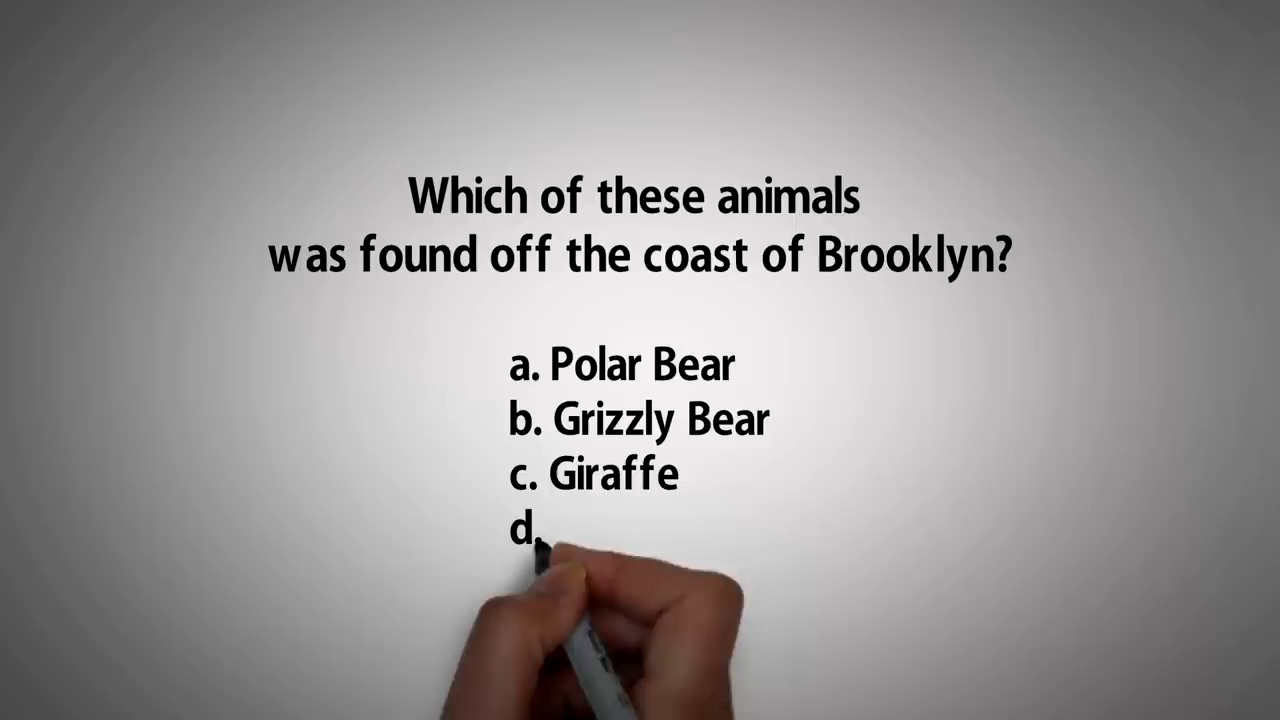 Which of these animals
was found off the coast of Brooklyn?
a. Polar Bear
b. Grizzly Bear
c. Giraffe
d.